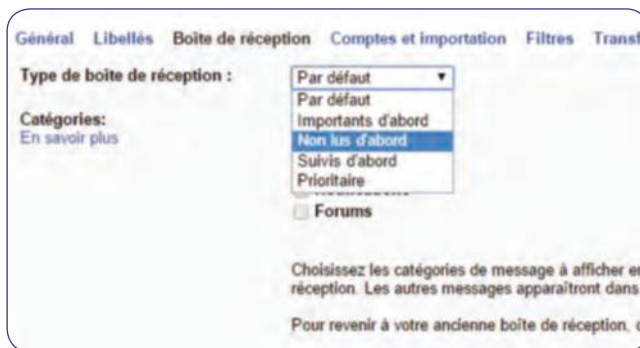 Général Libellés Boîte de réception Comptes et importation Filtres
Type de boîte de réception : Par défaut
Par défaut
Importants d'abord
Catégories:
Non lus d'abord
En savoir plus
Suivis d'abord
Prioritaire
Forums
Choisissez les catégories de message à afficher
réception. Les autres messages apparaîtront dans
Pour revenir à votre ancienne boîte de réception,